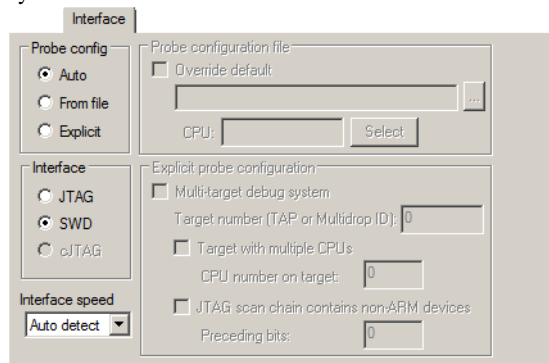 Interface
Probe config
Auto
From file
Explicit
Probe configuration file
Override default
...
CPU:
Select
Interface
JTAG
SWD
cJTAG
Interface speed
Auto detect
Explicit probe configuration
Multi-target debug system
Target number (TAP or Multidrop ID): 0
Target with multiple CPUs
CPU number on target: 0
JTAG scan chain contains non-ARM devices
Preceding bits: 0